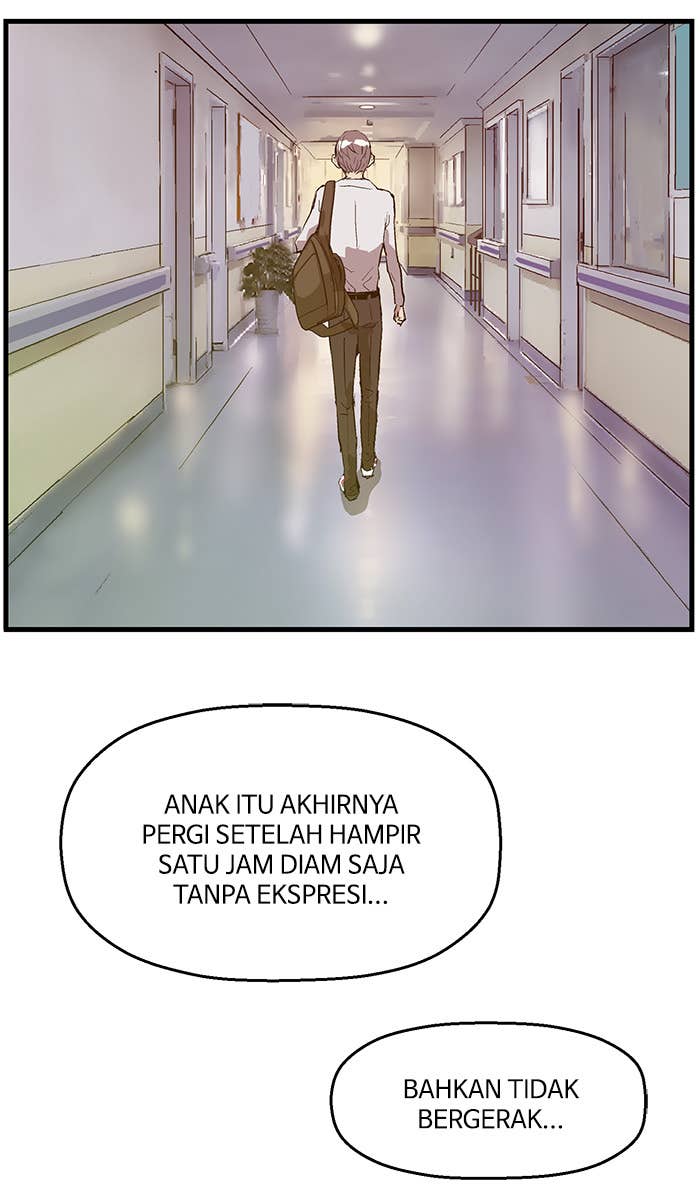 ANAK ITU AKHIRNYA
PERGI SETELAH HAMPIR
SATU JAM DIAM SAJA
TANPA EKSPRESI...
BAHKAN TIDAK
BERGERAK...